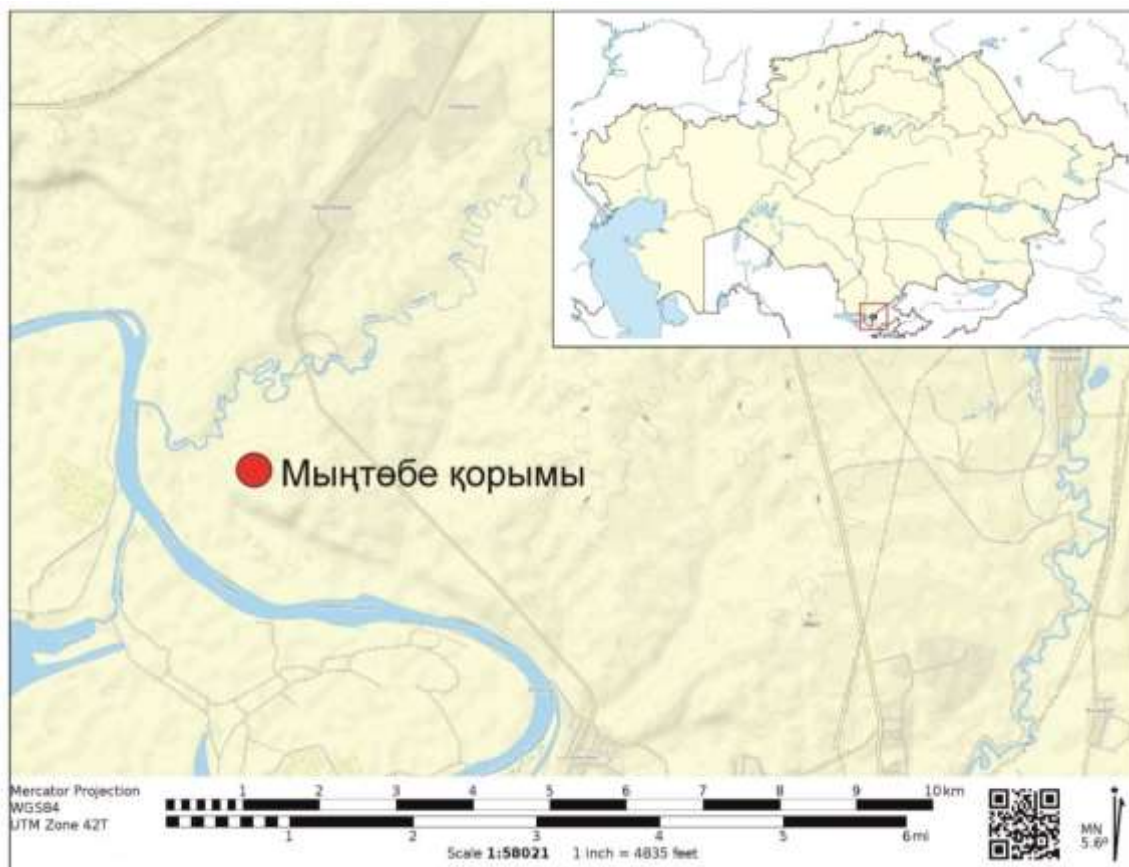 Мыңтөбе қорымы
Mercator Projection
WGS84
UTM Zone 42T
1 2 3 4 5 6 7 8 9 10km
1 2 3 4 5 6mi
Scale 1:58021 1 inch = 4835 feet
MN
5.6°